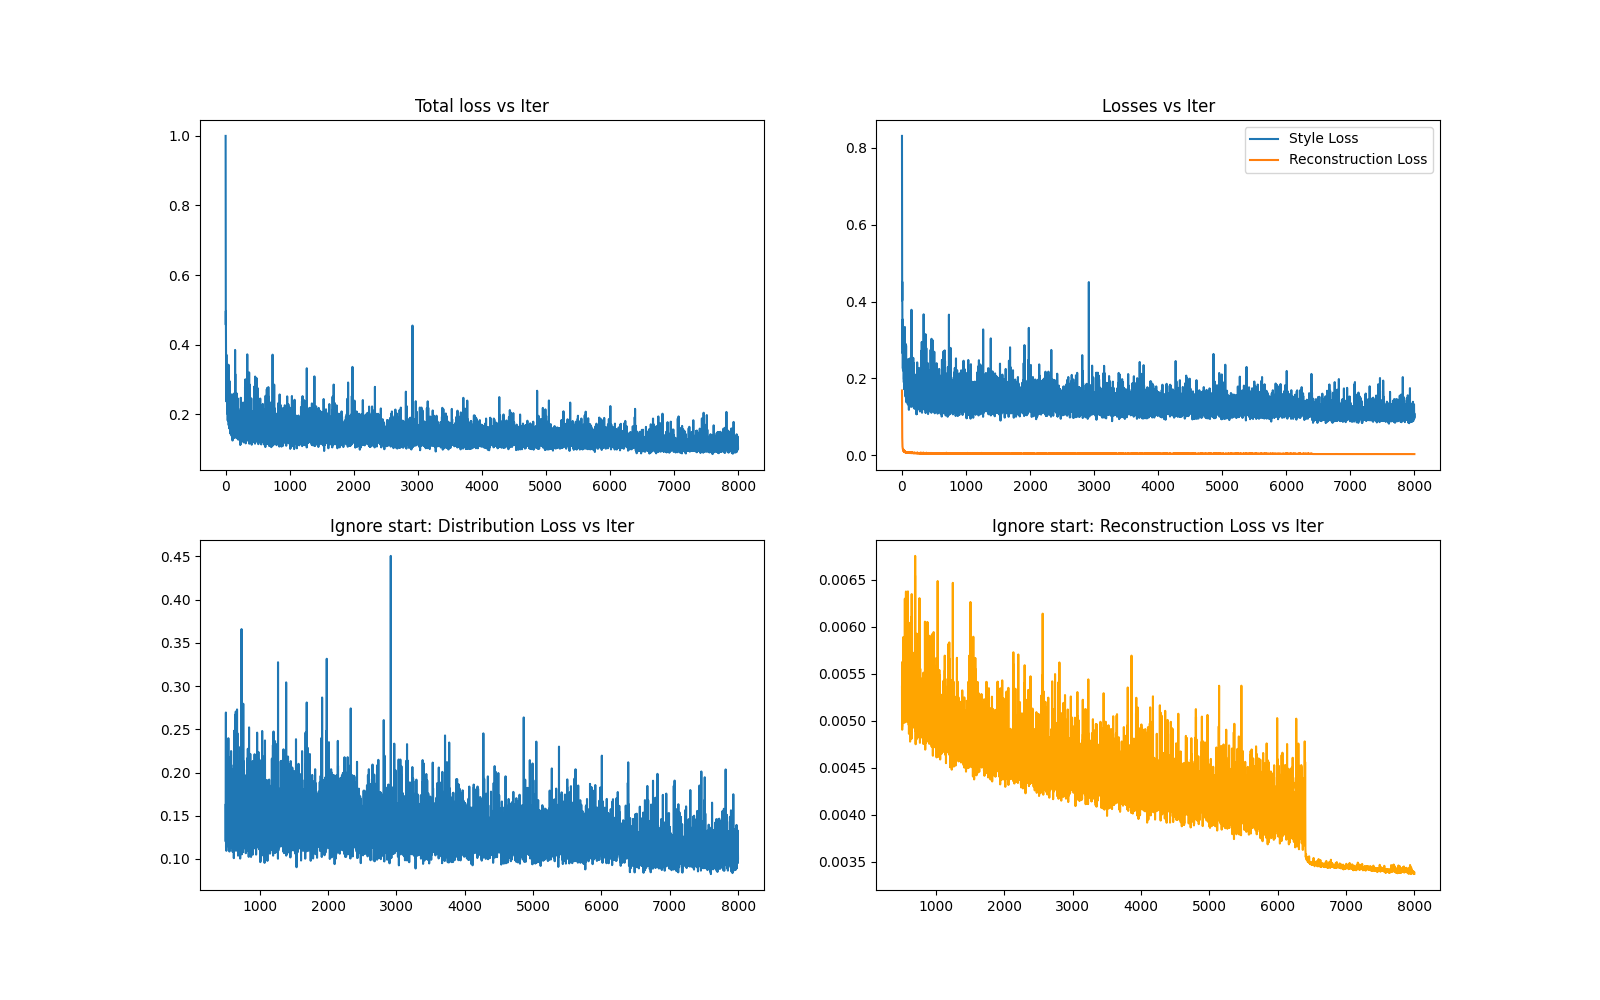 Total loss vs Iter
1.0
0.8
0.6
0.4
0.2
0 1000 2000 3000 4000 5000 6000 7000 8000
Losses vs Iter
Style Loss
Reconstruction Loss
0.8
0.6
0.4
0.2
0.0
0 1000 2000 3000 4000 5000 6000 7000 8000
Ignore start: Distribution Loss vs Iter
0.45
0.40
0.35
0.30
0.25
0.20
0.15
0.10
1000 2000 3000 4000 5000 6000 7000 8000
Ignore start: Reconstruction Loss vs Iter
0.0065
0.0060
0.0055
0.0050
0.0045
0.0040
0.0035
1000 2000 3000 4000 5000 6000 7000 8000